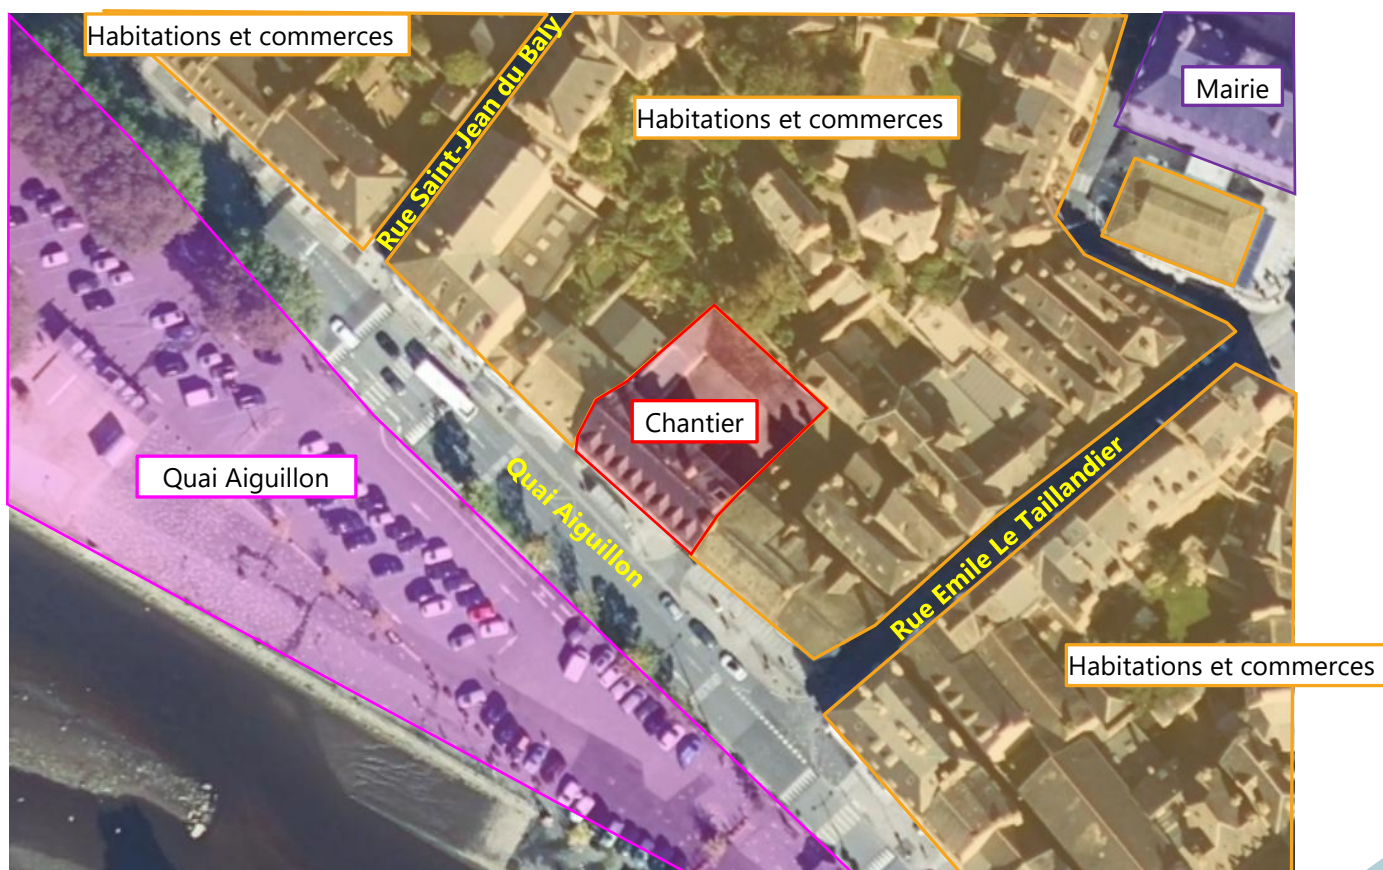 Habitations et commerces
Rue Saint-Jean du Baly
Mairie
Habitations et commerces
Chantier
Quai Aiguillon
Quai Aiguillon
Rue Emile Le Taillandier
Habitations et commerces